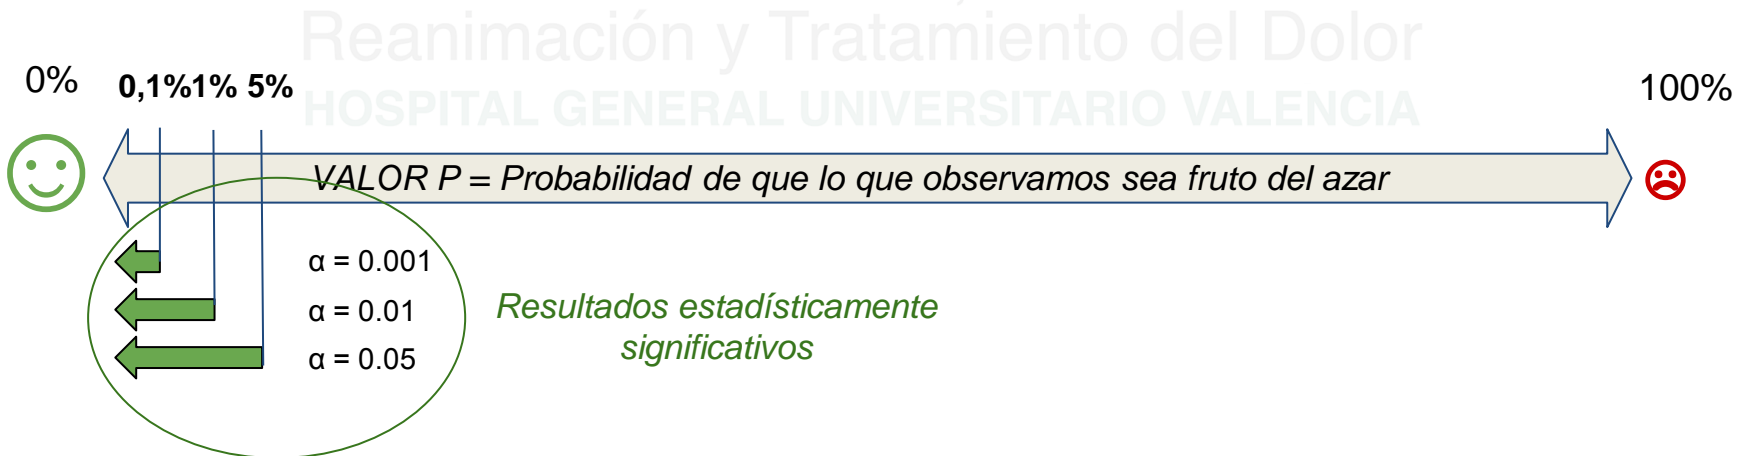 Reanimación y Tratamiento del Dolor
HOSPITAL GENERAL UNIVERSITARIO VALENCIA
0% 0,1%1% 5% 100%
VALOR P = Probabilidad de que lo que observamos sea fruto del azar
α = 0.001
α = 0.01
α = 0.05
Resultados estadísticamente
significativos